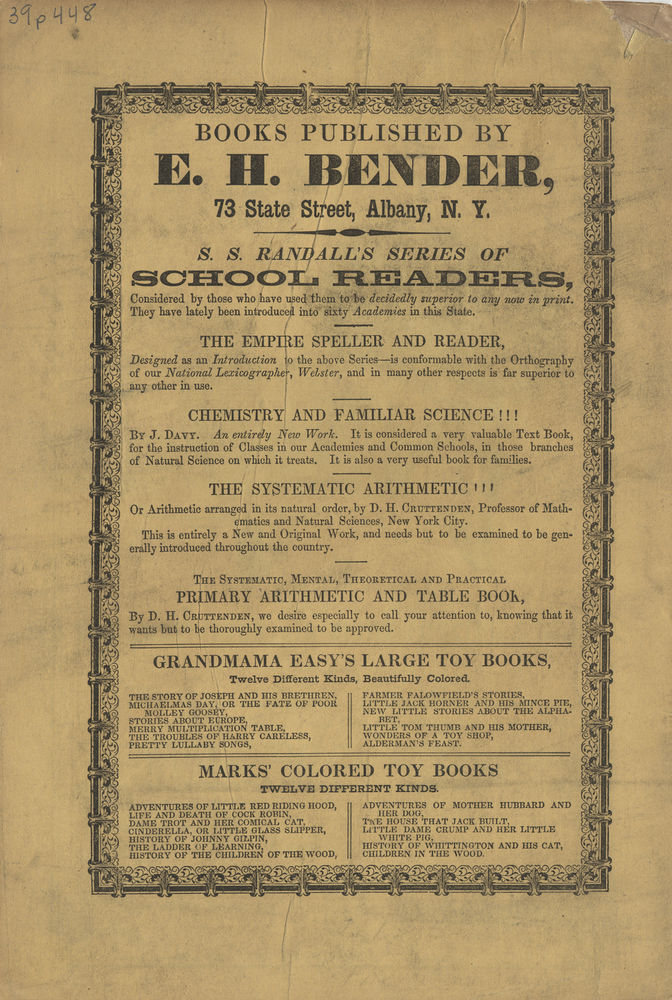 39p448
BOOKS PUBLISHED BY
E. H. BENDER,
73 State Street, Albany, N. Y.
S. S. RANDALL'S SERIES OF
SCHOOL READERS,
Considered by those who have used them to be decidedly superior to any now in print.
They have lately been introduced into sixty Academies in this State.
THE EMPIRE SPELLER AND READER,
Designed as an Introduction to the above Series—is conformable with the Orthography
of our National Lexicographer, Webster, and in many other respects is far superior to
any other in use.
CHEMISTRY AND FAMILIAR SCIENCE ! ! !
BY J. DAVY. An entirely New Work. It is considered a very valuable Text Book,
for the instruction of Classes in our Academies and Common Schools, in those branches
of Natural Science on which it treats. It is also a very useful book for families.
THE SYSTEMATIC ARITHMETIC ! ! !
Or Arithmetic arranged in its natural order, by D. H. CRUTTENDEN, Professor of Math-
ematics and Natural Sciences, New York City.
This is entirely a New and Original Work, and needs but to be examined to be gen-
erally introduced throughout the country.
THE SYSTEMATIC, MENTAL, THEORETICAL AND PRACTICAL
PRIMARY ARITHMETIC AND TABLE BOOK,
By D. H. CRUTTENDEN, we desire especially to call your attention to, knowing that it
wants but to be thoroughly examined to be approved.
GRANDMAMA EASY'S LARGE TOY BOOKS,
Twelve Different Kinds, Beautifully Colored.
THE STORY OF JOSEPH AND HIS BRETHREN,
MICHAELMAS DAY, OR THE FATE OF POOR
MOLLEY GOOSEY,
STORIES ABOUT EUROPE,
MERRY MULTIPLICATION TABLE,
THE TROUBLES OF HARRY CARELESS,
PRETTY LULLABY SONGS,
FARMER FALOWFIELD'S STORIES,
LITTLE JACK HORNER AND HIS MINCE PIE,
NEW LITTLE STORIES ABOUT THE ALPHA-
BET,
LITTLE TOM THUMB AND HIS MOTHER,
WONDERS OF A TOY SHOP,
ALDERMAN'S FEAST.
MARKS' COLORED TOY BOOKS
TWELVE DIFFERENT KINDS.
ADVENTURES OF LITTLE RED RIDING HOOD,
LIFE AND DEATH OF COCK ROBIN,
DAME TROT AND HER COMICAL CAT,
CINDERELLA, OR LITTLE GLASS SLIPPER,
HISTORY OF JOHNNY GILPIN,
THE LADDER OF LEARNING,
HISTORY OF THE CHILDREN OF THE WOOD,
ADVENTURES OF MOTHER HUBBARD AND
HER DOG,
THE HOUSE THAT JACK BUILT,
LITTLE DAME CRUMP AND HER LITTLE
WHITE PIG,
HISTORY OF WHITTINGTON AND HIS CAT,
CHILDREN IN THE WOOD.